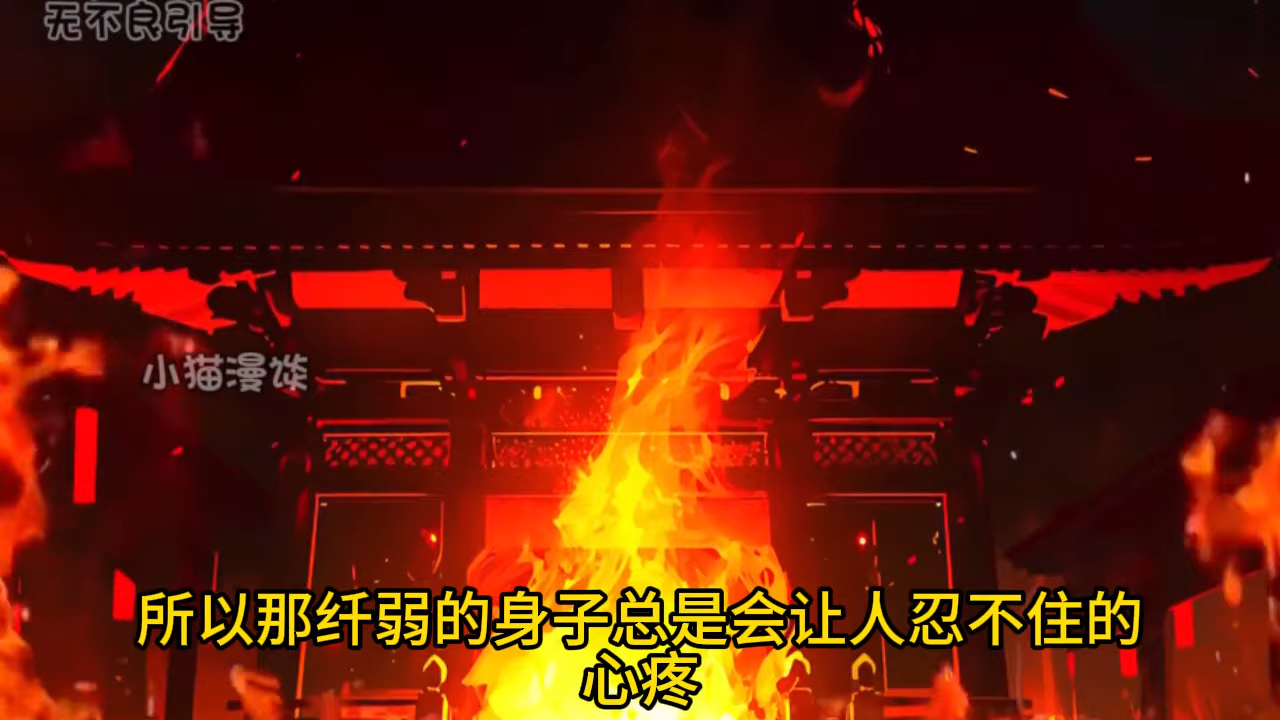 无不良引导
小猫漫谈
所以那纤弱的身子总是会让人忍不住的
心疼